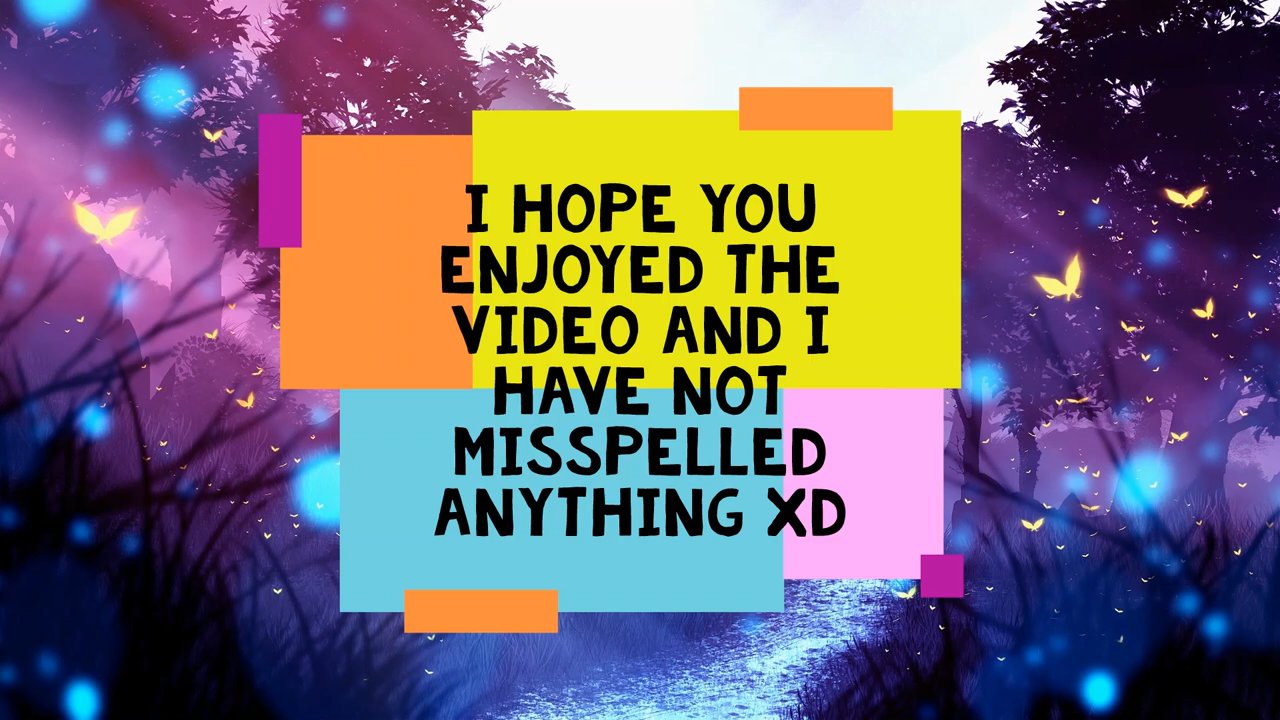 I HOPE YOU
ENJOYED THE
VIDEO AND I
HAVE NOT
MISSPELLED
ANYTHING XD